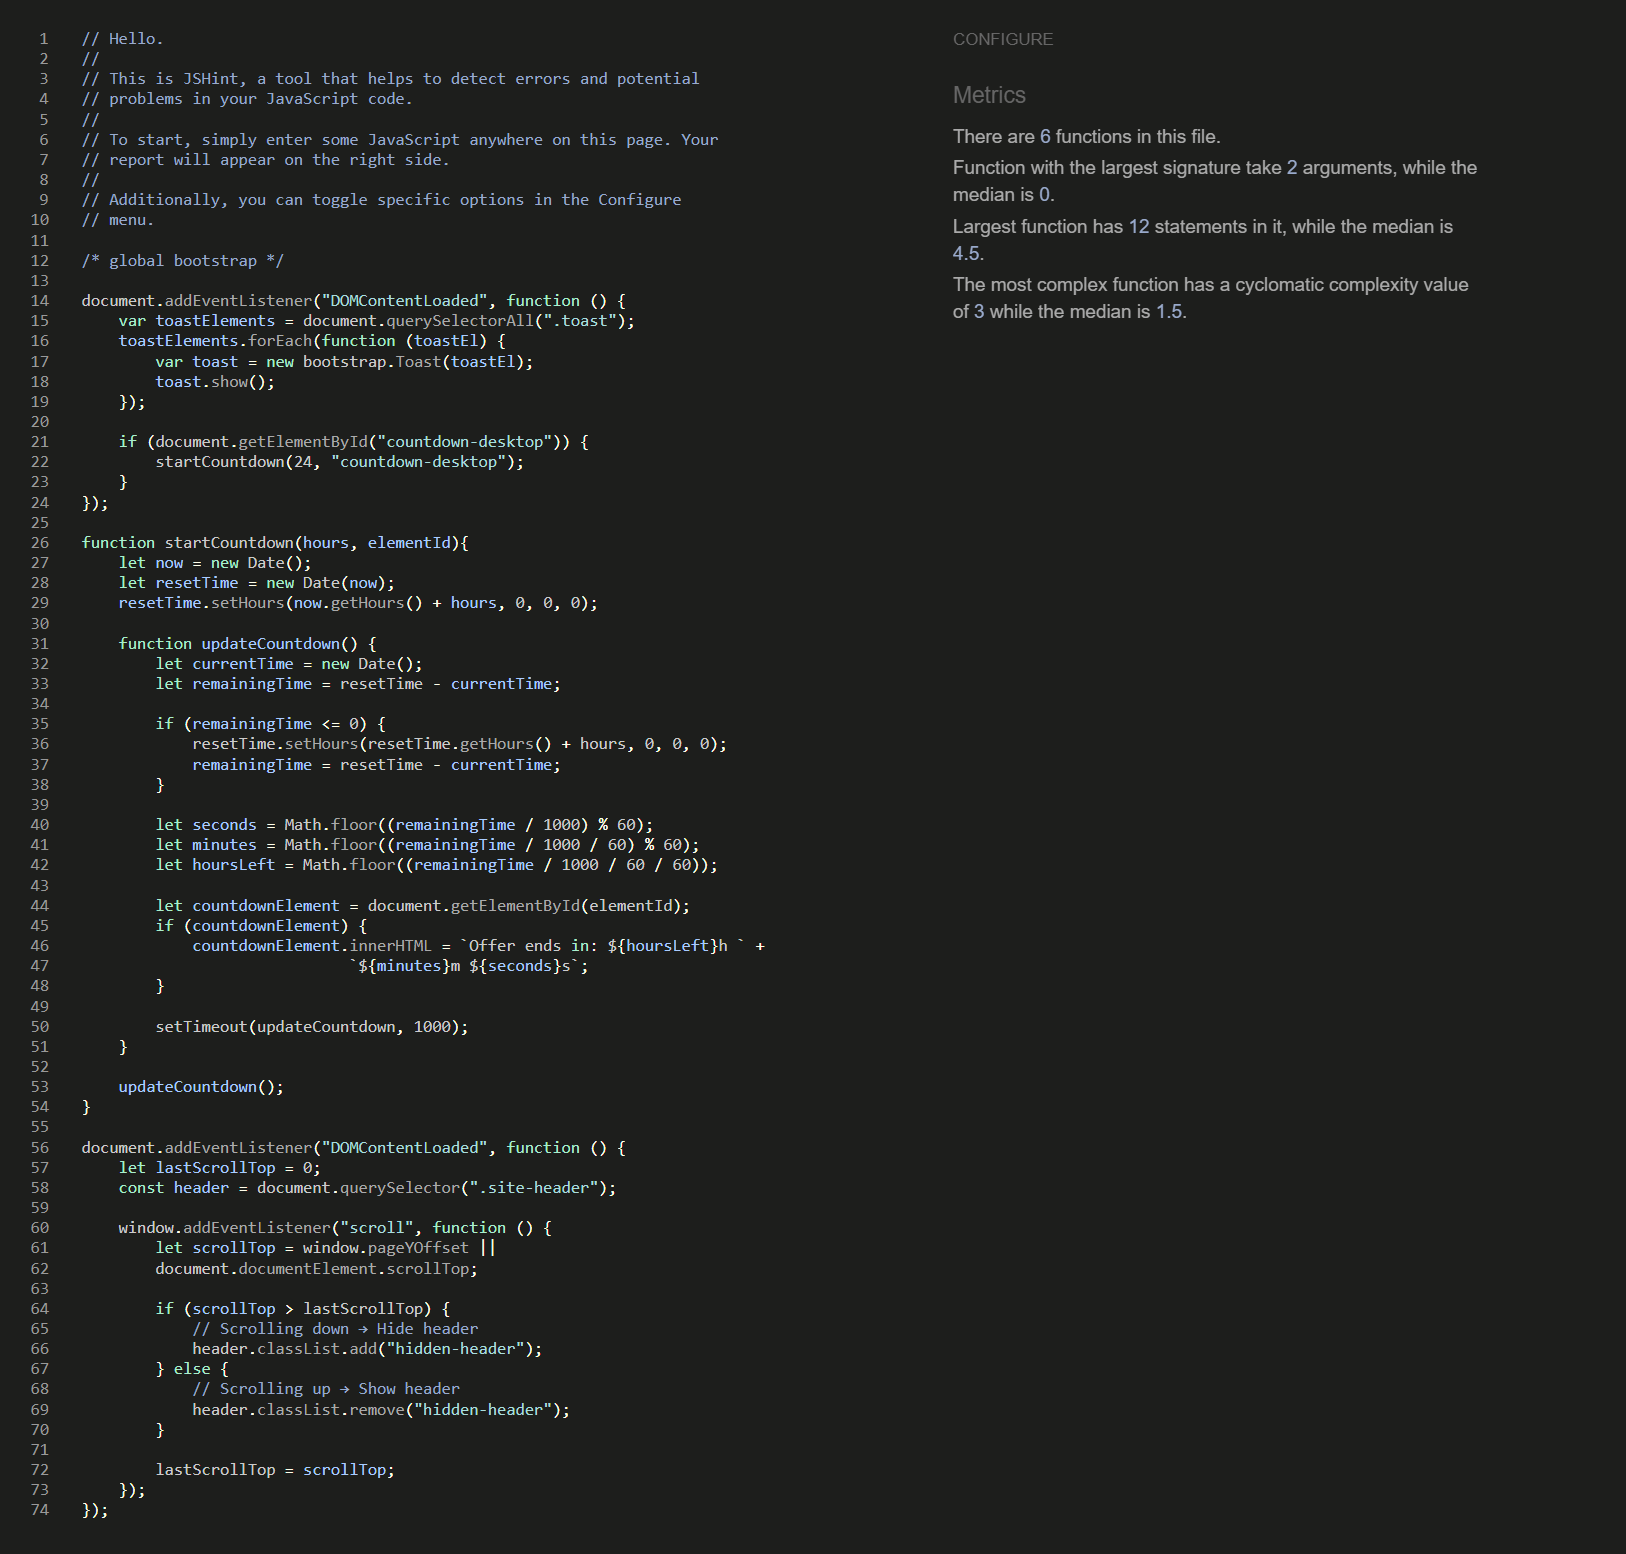 1 // Hello.
2 //
3 // This is JSHint, a tool that helps to detect errors and potential
4 // problems in your JavaScript code.
5 //
6 // To start, simply enter some JavaScript anywhere on this page. Your
7 // report will appear on the right side.
8 //
9 // Additionally, you can toggle specific options in the Configure
10 // menu.
11
12 /* global bootstrap */
13
14 document.addEventListener("DOMContentLoaded", function () {
15     var toastElements = document.querySelectorAll(".toast");
16     toastElements.forEach(function (toastEl) {
17         var toast = new bootstrap.Toast(toastEl);
18         toast.show();
19     });
20
21     if (document.getElementById("countdown-desktop")) {
22         startCountdown(24, "countdown-desktop");
23     }
24 });
25
26 function startCountdown(hours, elementId){
27     let now = new Date();
28     let resetTime = new Date(now);
29     resetTime.setHours(now.getHours() + hours, 0, 0, 0);
30
31     function updateCountdown() {
32         let currentTime = new Date();
33         let remainingTime = resetTime - currentTime;
34
35         if (remainingTime <= 0) {
36             resetTime.setHours(resetTime.getHours() + hours, 0, 0, 0);
37             remainingTime = resetTime - currentTime;
38         }
39
40         let seconds = Math.floor((remainingTime / 1000) % 60);
41         let minutes = Math.floor((remainingTime / 1000 / 60) % 60);
42         let hoursLeft = Math.floor((remainingTime / 1000 / 60 / 60));
43
44         let countdownElement = document.getElementById(elementId);
45         if (countdownElement) {
46             countdownElement.innerHTML = `Offer ends in: ${hoursLeft}h ` +
47                              `${minutes}m ${seconds}s`;
48         }
49
50         setTimeout(updateCountdown, 1000);
51     }
52
53     updateCountdown();
54 }
55
56 document.addEventListener("DOMContentLoaded", function () {
57     let lastScrollTop = 0;
58     const header = document.querySelector(".site-header");
59
60     window.addEventListener("scroll", function () {
61         let scrollTop = window.pageYOffset ||
62         document.documentElement.scrollTop;
63
64         if (scrollTop > lastScrollTop) {
65             // Scrolling down → Hide header
66             header.classList.add("hidden-header");
67         } else {
68             // Scrolling up → Show header
69             header.classList.remove("hidden-header");
70         }
71
72         lastScrollTop = scrollTop;
73     });
74 });
CONFIGURE
Metrics
There are 6 functions in this file.
Function with the largest signature take 2 arguments, while the
median is 0.
Largest function has 12 statements in it, while the median is
4.5.
The most complex function has a cyclomatic complexity value
of 3 while the median is 1.5.